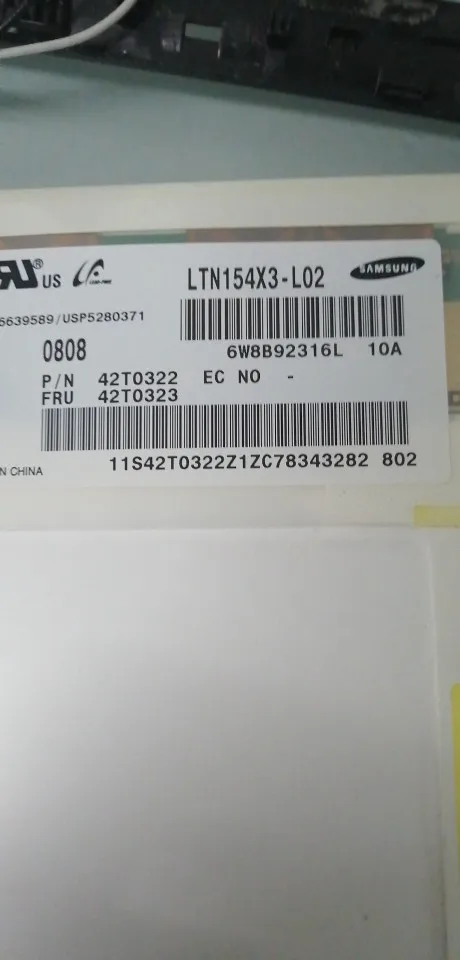 US LTN154X3-L02 SAMSUNG
5639589/USP5280371
0808 6W8B92316L 10A
P/N 42T0322 EC NO -
FRU 42T0323
11S42T0322Z1ZC78343282 802
N CHINA